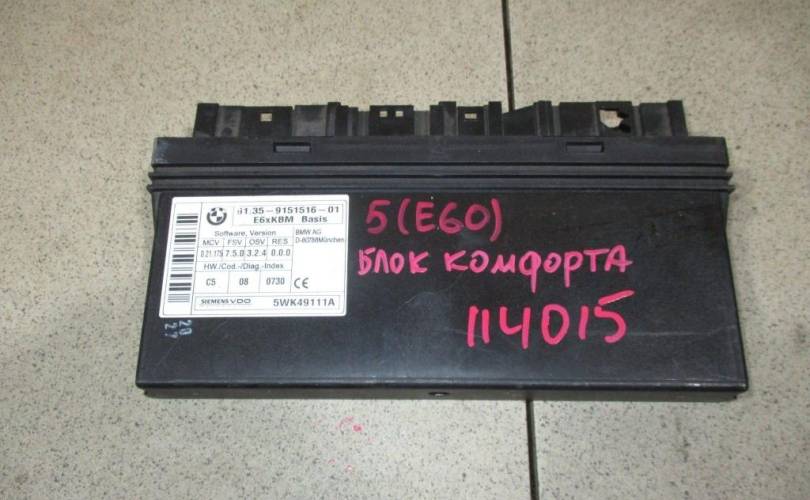 61.35-9151516-01
E6xKBM Basis
Software, Version
BMW AG
D-80788München
MCV FSV OSV RES
0.21.175 7.5.0 3.2.4 0.0.0
HW./Cod.-/Diag.-Index
C5 08 0730 CE
SIEMENS VDO 5WK49111A
20
27
5 (E60)
БЛОК КОМФОРТА
114015